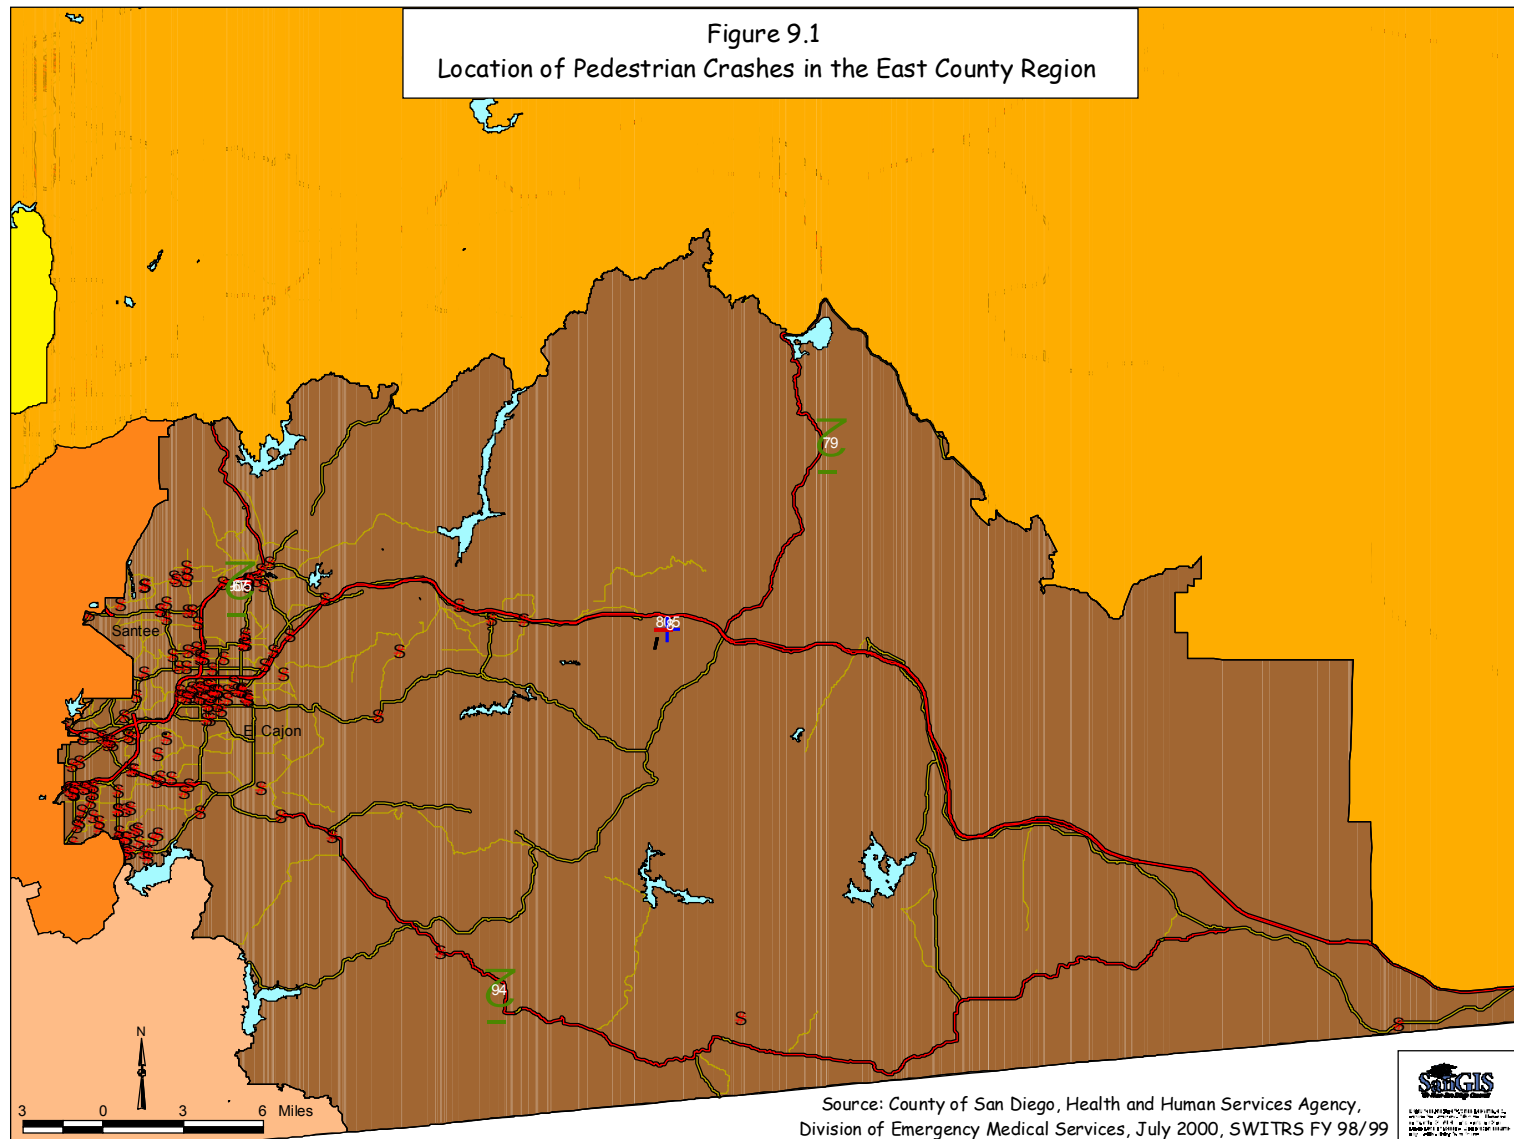 Figure 9.1
Location of Pedestrian Crashes in the East County Region
79
94
Santee
El Cajon
N
3 0 3 6 Miles
Source: County of San Diego, Health and Human Services Agency,
Division of Emergency Medical Services, July 2000, SWITRS FY 98/99
SanGIS